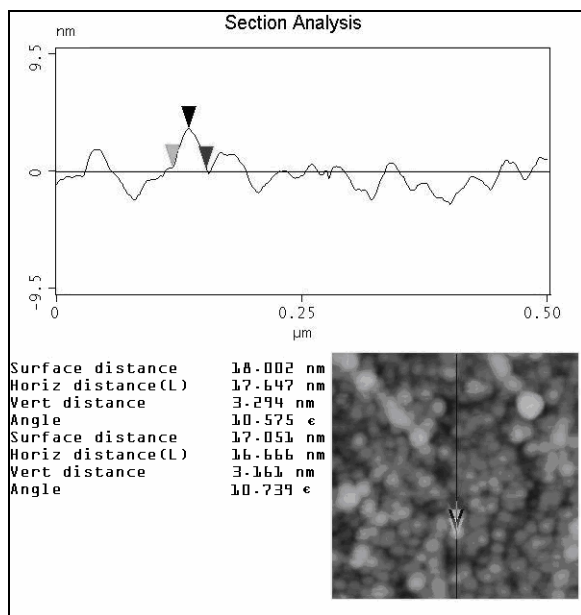 Section Analysis
nm
9.5
0
-9.5
0
0.25
0.50
µm
Surface distance 18.002 nm
Horiz distance(L) 17.647 nm
Vert distance 3.294 nm
Angle 10.575 €
Surface distance 17.051 nm
Horiz distance(L) 16.666 nm
Vert distance 3.161 nm
Angle 10.739 €